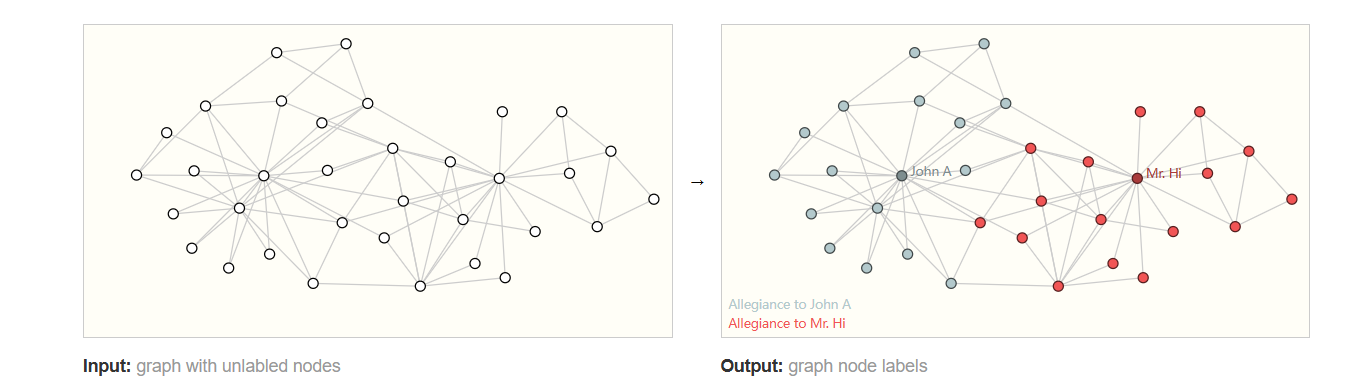 →
John A
Mr. Hi
Allegiance to John A
Allegiance to Mr. Hi
Input: graph with unlabled nodes
Output: graph node labels